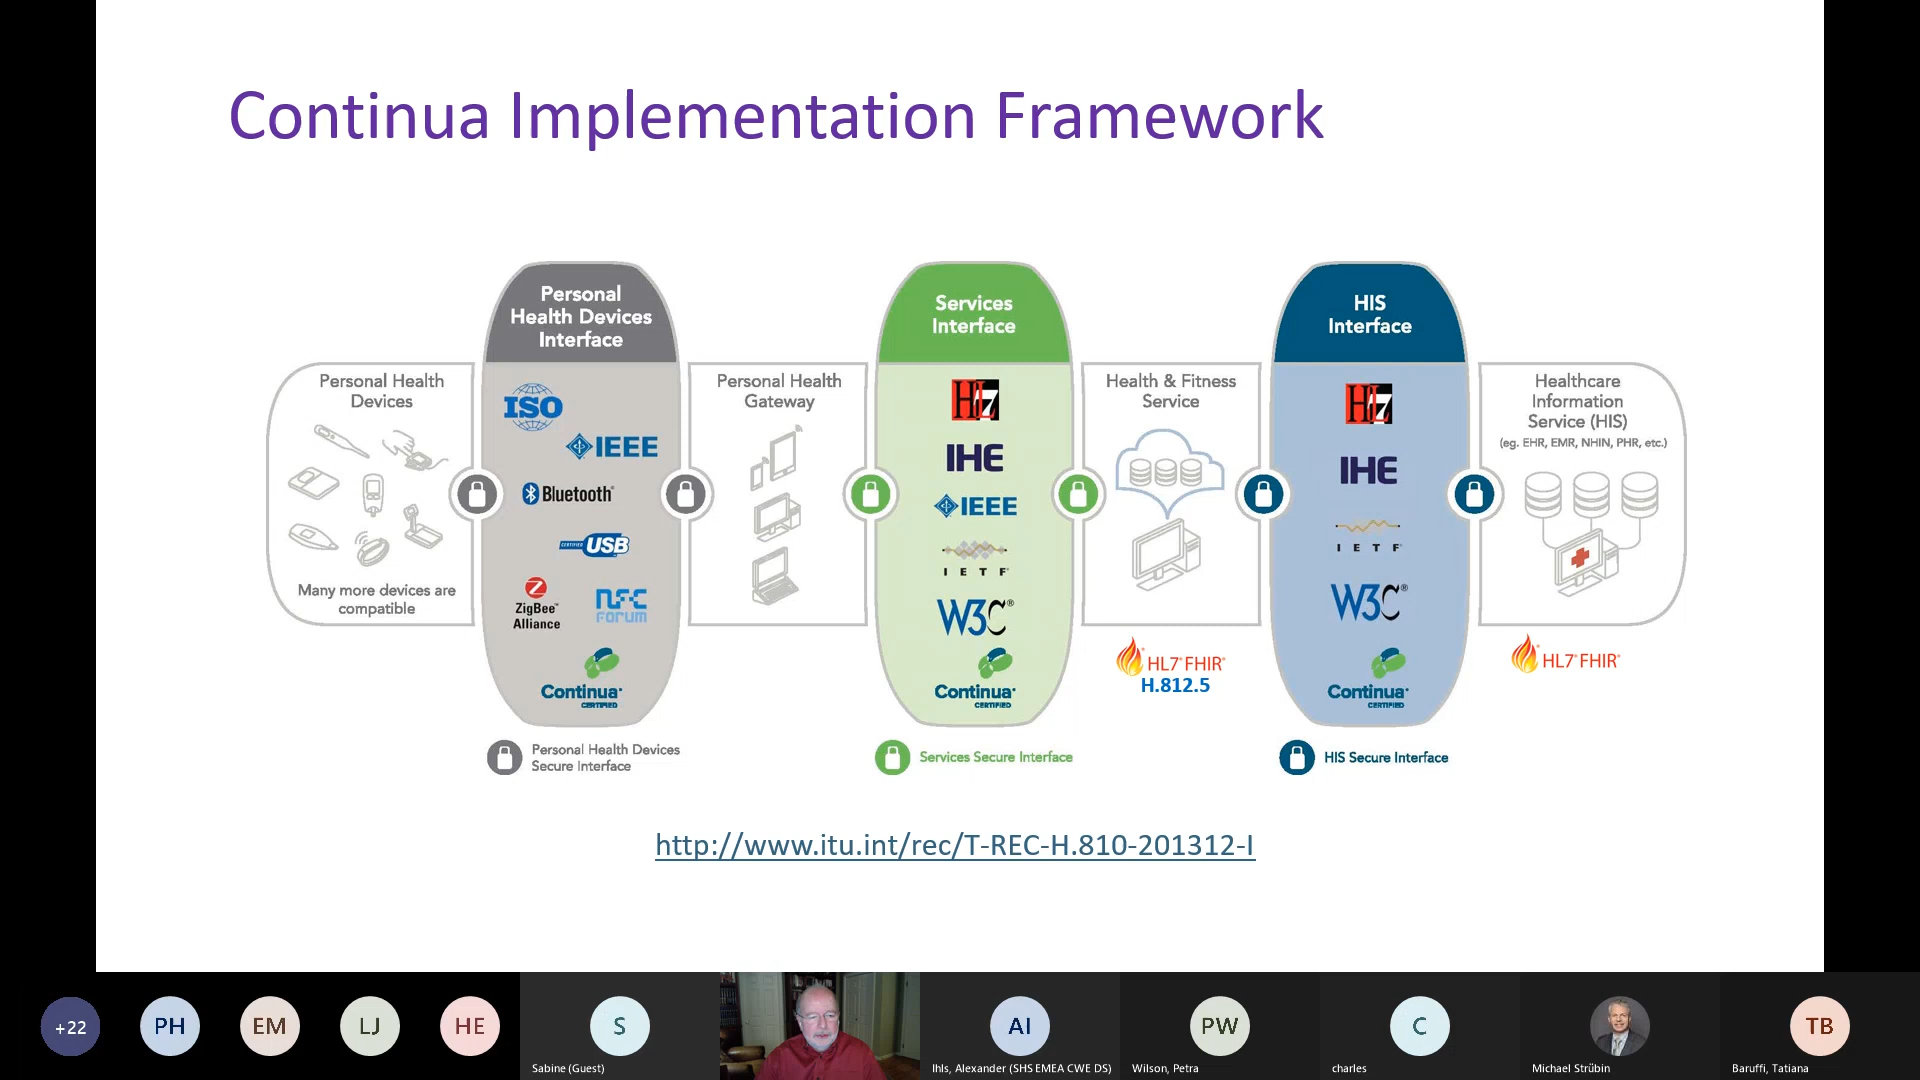 Continua Implementation Framework
Personal
Health Devices
Interface
Services
Interface
HIS
Interface
Personal Health
Devices
Many more devices are
compatible
ISO
IEEE
Bluetooth®
CERTIFIED USB
ZigBee™
Alliance
NFC
FORUM
Continua®
CERTIFIED
Personal Health
Gateway
HL7
IHE
IEEE
I E T F®
W3C®
Continua®
CERTIFIED
Health & Fitness
Service
HL7® FHIR®
H.812.5
HL7
IHE
I E T F®
W3C®
Continua®
CERTIFIED
Healthcare
Information
Service (HIS)
(eg. EHR, EMR, NHIN, PHR, etc.)
HL7® FHIR®
Personal Health Devices
Secure Interface
Services Secure Interface
HIS Secure Interface
http://www.itu.int/rec/T-REC-H.810-201312-I
+22
PH
EM
LJ
HE
S
Sabine (Guest)
AI
Ihls, Alexander (SHS EMEA CWE DS)
PW
Wilson, Petra
C
charles
Michael Strübin
TB
Baruffi, Tatiana